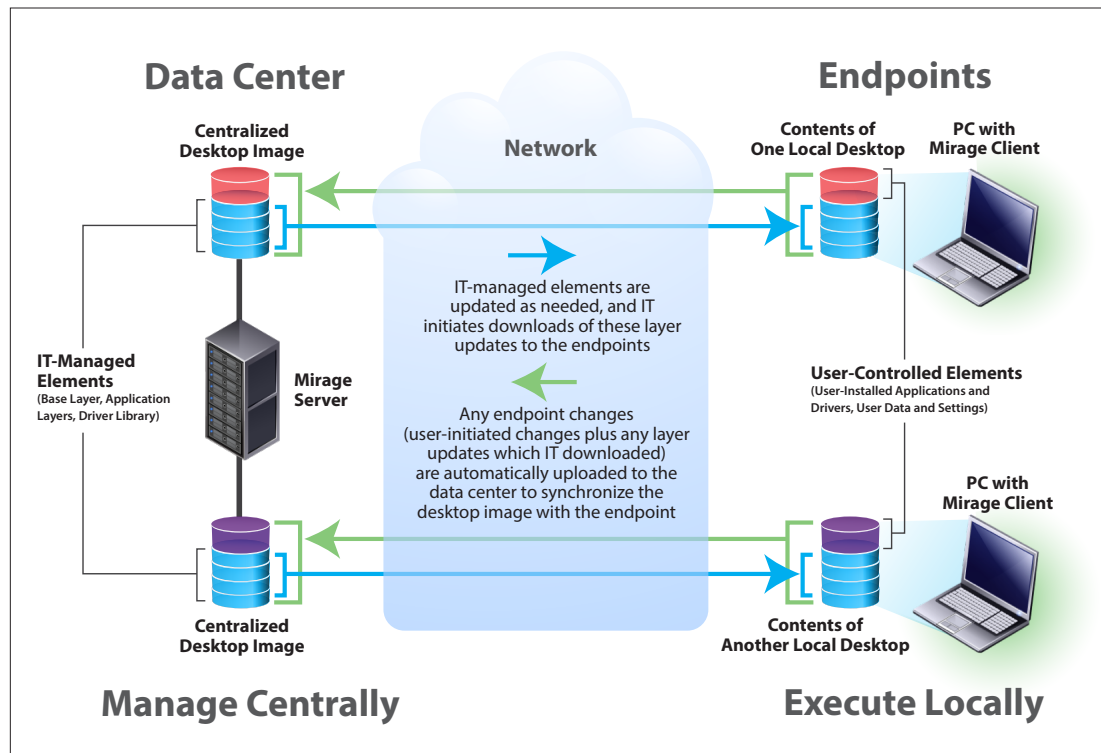 Data Center
Endpoints
Centralized
Desktop Image
Network
Contents of
One Local Desktop
PC with
Mirage Client
IT-managed elements are
updated as needed, and IT
initiates downloads of these layer
updates to the endpoints
IT-Managed
Elements
(Base Layer, Application
Layers, Driver Library)
Mirage
Server
User-Controlled Elements
(User-Installed Applications and
Drivers, User Data and Settings)
Any endpoint changes
(user-initiated changes plus any layer
updates which IT downloaded)
are automatically uploaded to the
data center to synchronize the
desktop image with the endpoint
PC with
Mirage Client
Centralized
Desktop Image
Contents of
Another Local Desktop
Manage Centrally
Execute Locally